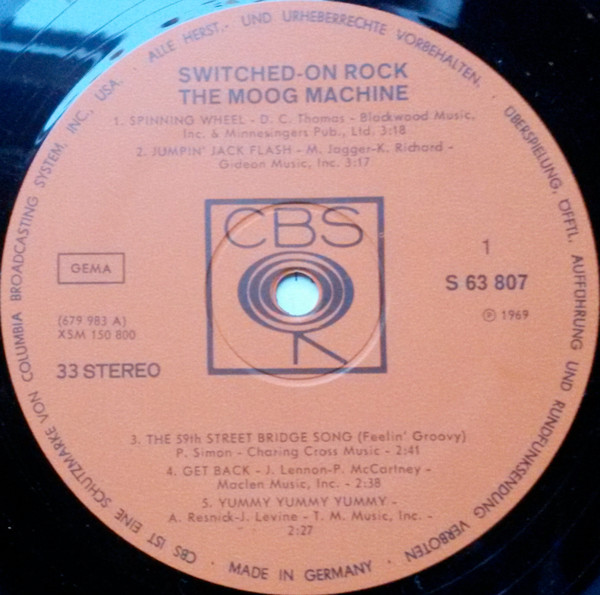 ALLE HERST.- UND URHEBERRECHTE VORBEHALTEN. · ÜBERSPIELUNG, ÖFFTL. AUFFÜHRUNG UND RUNDFUNKSENDUNG VERBOTEN
SWITCHED-ON ROCK
THE MOOG MACHINE
1. SPINNING WHEEL - D. C. Thomas - Blackwood Music,
Inc. & Minnesingers Pub., Ltd. 3:18
2. JUMPIN' JACK FLASH - M. Jagger-K. Richard -
Gideon Music, Inc. 3:17
CBS
GEMA
1
S 63 807
(679 983 A)
XSM 150 800
℗ 1969
33 STEREO
3. THE 59th STREET BRIDGE SONG (Feelin' Groovy)
P. Simon - Charing Cross Music - 2:41
4. GET BACK - J. Lennon-P. McCartney -
Maclen Music, Inc. - 2:38
5. YUMMY YUMMY YUMMY -
A. Resnick-J. Levine - T. M. Music, Inc. -
2:27
· MADE IN GERMANY ·
CBS IST EINE SCHUTZMARKE VON COLUMBIA BROADCASTING SYSTEM, INC., USA. ·